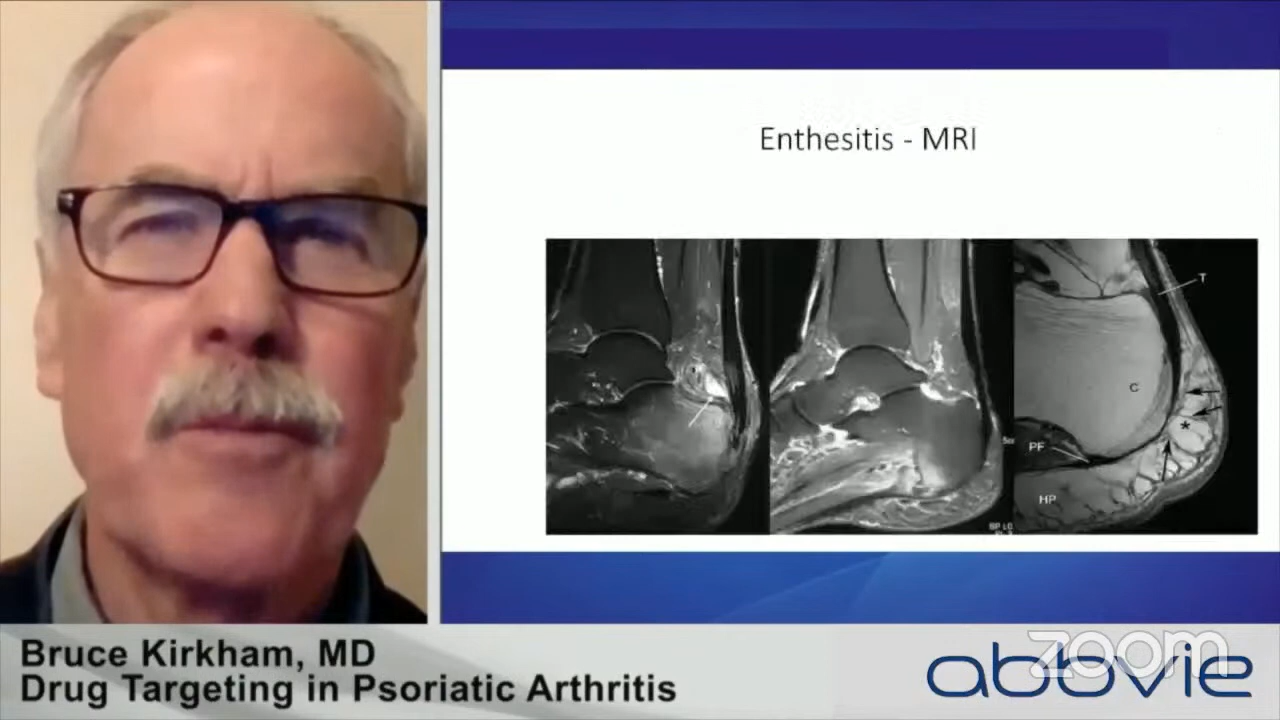 Enthesitis - MRI
T
C
PF
*
HP
Bruce Kirkham, MD
Drug Targeting in Psoriatic Arthritis
zoom
abbvie